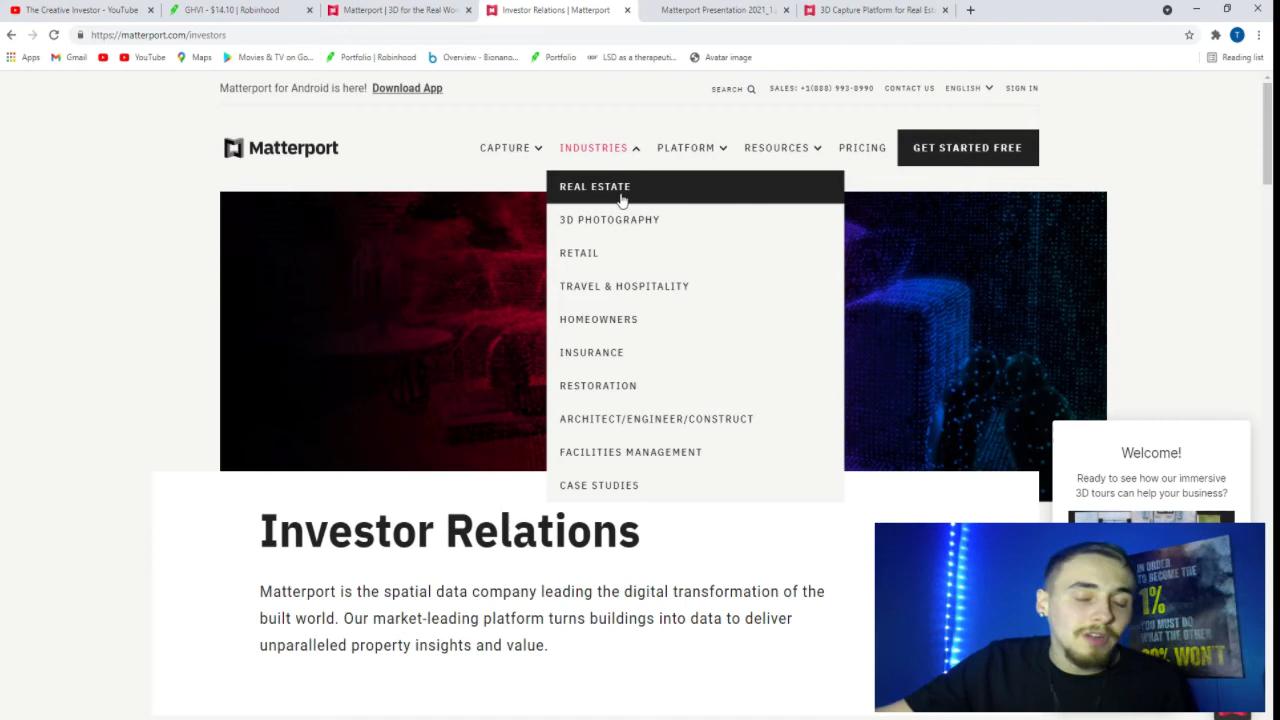 The Creative Investor - YouTube
GHVI - $14.10 | Robinhood
Matterport | 3D for the Real Wo
Investor Relations | Matterport
Matterport Presentation 2021_1
3D Capture Platform for Real Est
https://matterport.com/investors
T
Apps
Gmail
YouTube
Maps
Movies & TV on Go...
Portfolio | Robinhood
Overview - Bionano...
Portfolio
LSD as a therapeuti...
Avatar image
Reading list
Matterport for Android is here! Download App
SEARCH
SALES: +1(888) 993-8990
CONTACT US
ENGLISH
SIGN IN
Matterport
CAPTURE
INDUSTRIES
PLATFORM
RESOURCES
PRICING
GET STARTED FREE
REAL ESTATE
3D PHOTOGRAPHY
RETAIL
TRAVEL & HOSPITALITY
HOMEOWNERS
INSURANCE
RESTORATION
ARCHITECT/ENGINEER/CONSTRUCT
FACILITIES MANAGEMENT
CASE STUDIES
Welcome!
Ready to see how our immersive
3D tours can help your business?
Investor Relations
Matterport is the spatial data company leading the digital transformation of the
built world. Our market-leading platform turns buildings into data to deliver
unparalleled property insights and value.
IN ORDER
TO BECOME THE
1%
YOU MUST DO
WHAT THE OTHER
WON'T